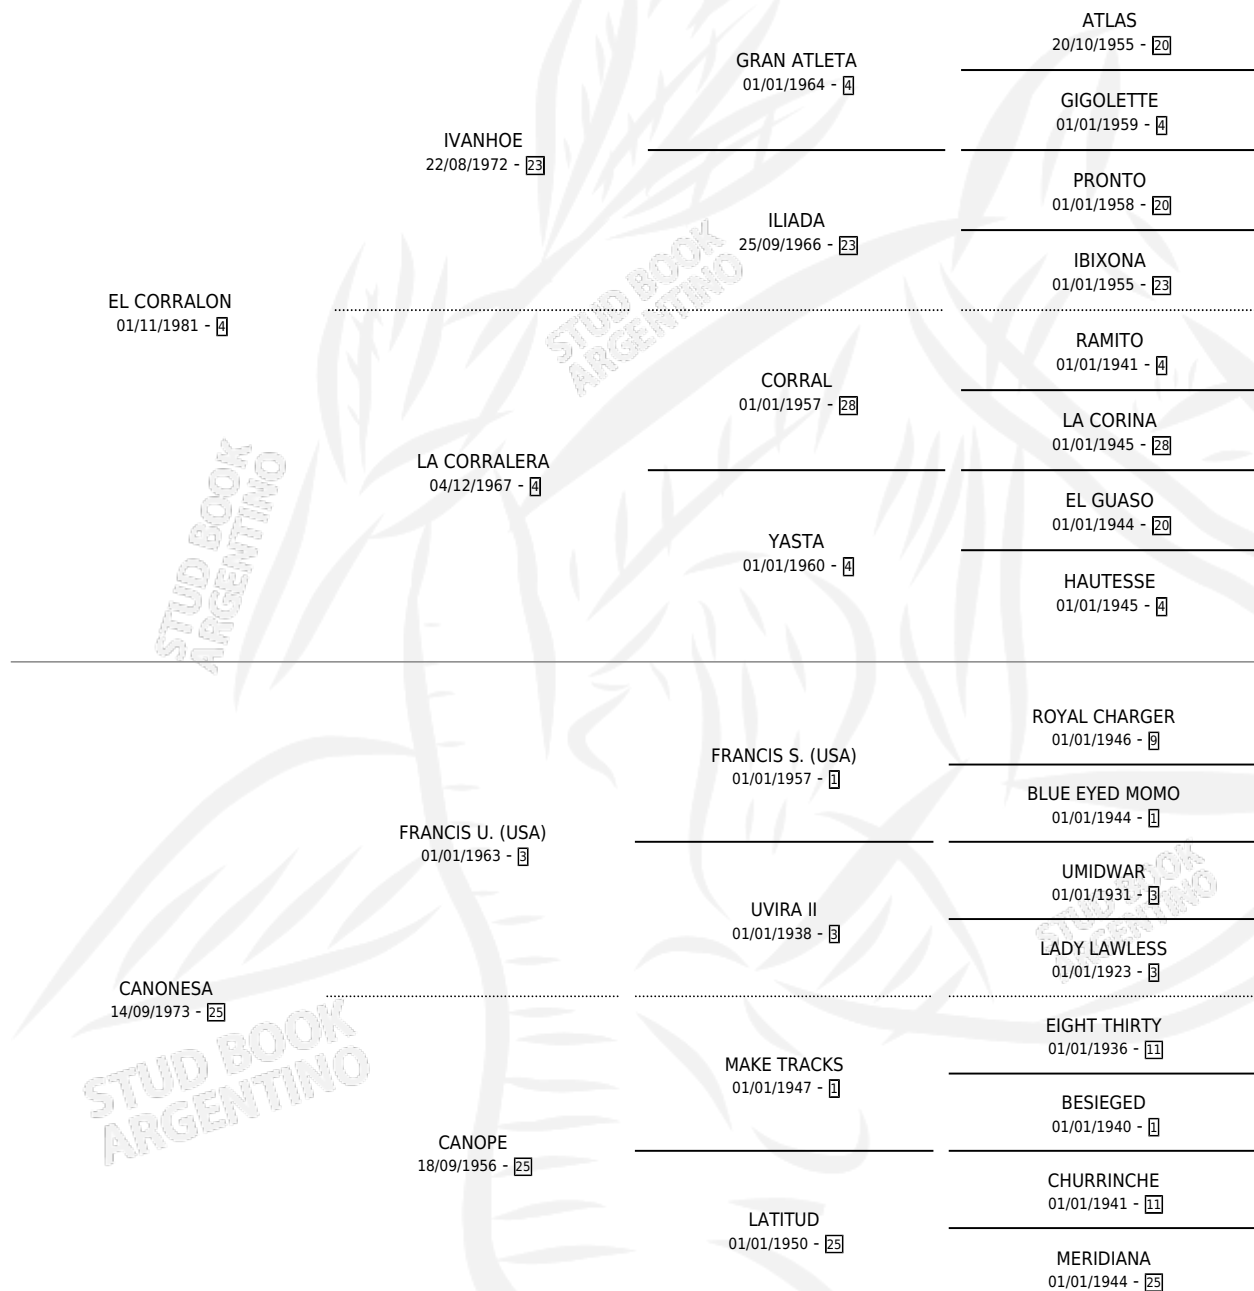 ATLAS
20/10/1955 - 20
GRAN ATLETA
01/01/1964 - 4
GIGOLETTE
01/01/1959 - 4
IVANHOE
22/08/1972 - 23
PRONTO
01/01/1958 - 20
ILIADA
25/09/1966 - 23
IBIXONA
01/01/1955 - 23
EL CORRALON
01/11/1981 - 4
RAMITO
01/01/1941 - 4
CORRAL
01/01/1957 - 28
LA CORINA
01/01/1945 - 28
LA CORRALERA
04/12/1967 - 4
EL GUASO
01/01/1944 - 20
YASTA
01/01/1960 - 4
HAUTESSE
01/01/1945 - 4
ROYAL CHARGER
01/01/1946 - 9
FRANCIS S. (USA)
01/01/1957 - 1
BLUE EYED MOMO
01/01/1944 - 1
FRANCIS U. (USA)
01/01/1963 - 3
UMIDWAR
01/01/1931 - 3
UVIRA II
01/01/1938 - 3
LADY LAWLESS
01/01/1923 - 3
CANONESA
14/09/1973 - 25
EIGHT THIRTY
01/01/1936 - 11
MAKE TRACKS
01/01/1947 - 1
BESIEGED
01/01/1940 - 1
CANOPE
18/09/1956 - 25
CHURRINCHE
01/01/1941 - 11
LATITUD
01/01/1950 - 25
MERIDIANA
01/01/1944 - 25
STUD BOOK
ARGENTINO
STUD BOOK
ARGENTINO
STUD BOOK
ARGENTINO
STUD BOOK
ARGENTINO